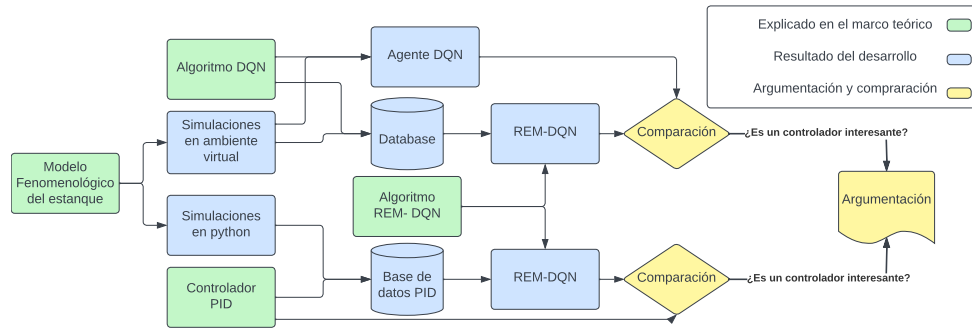 Explicado en el marco teórico
Resultado del desarrollo
Argumentación y compraración
Algoritmo DQN
Agente DQN
Simulaciones
en ambiente
virtual
Database
REM-DQN
Comparación
¿Es un controlador interesante?
Modelo
Fenomenológico
del estanque
Algoritmo
REM- DQN
Argumentación
Simulaciones
en python
Controlador
PID
Base de
datos PID
REM-DQN
Comparación
¿Es un controlador interesante?